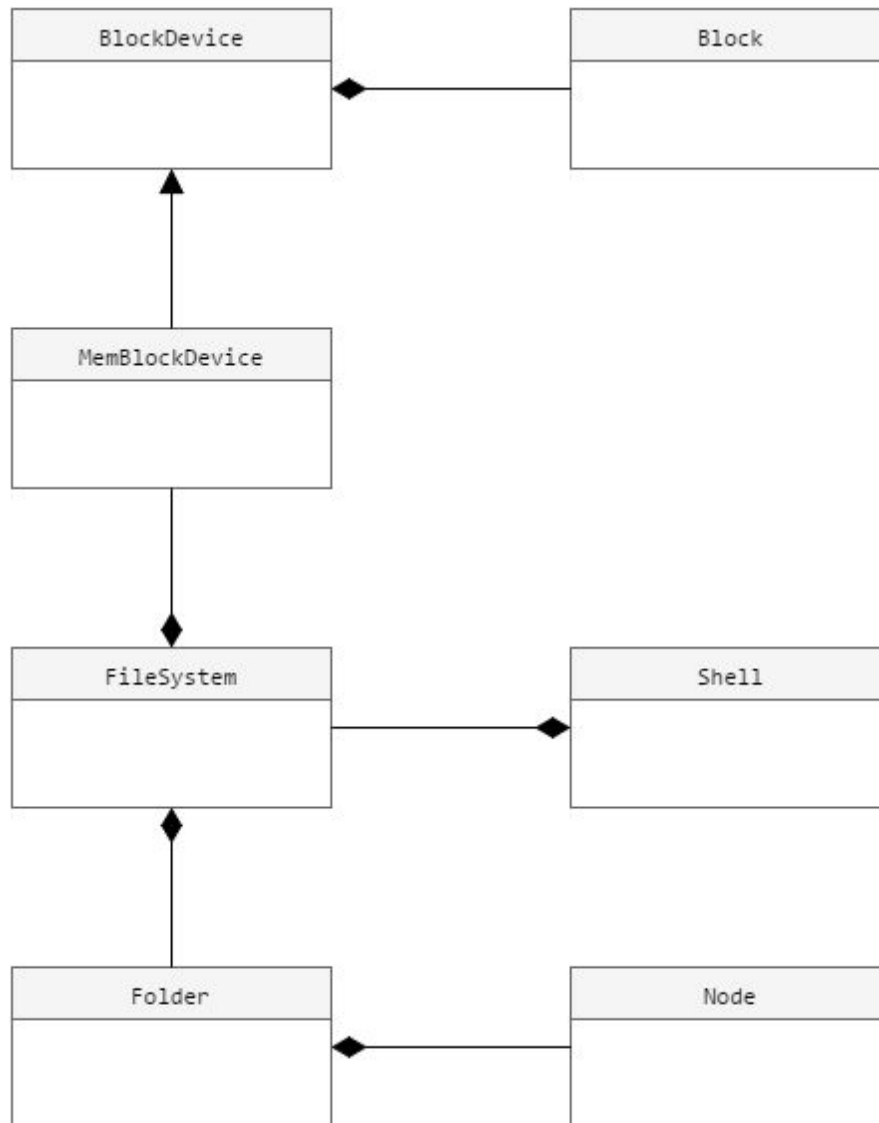 BlockDevice
Block
MemBlockDevice
FileSystem
Shell
Folder
Node